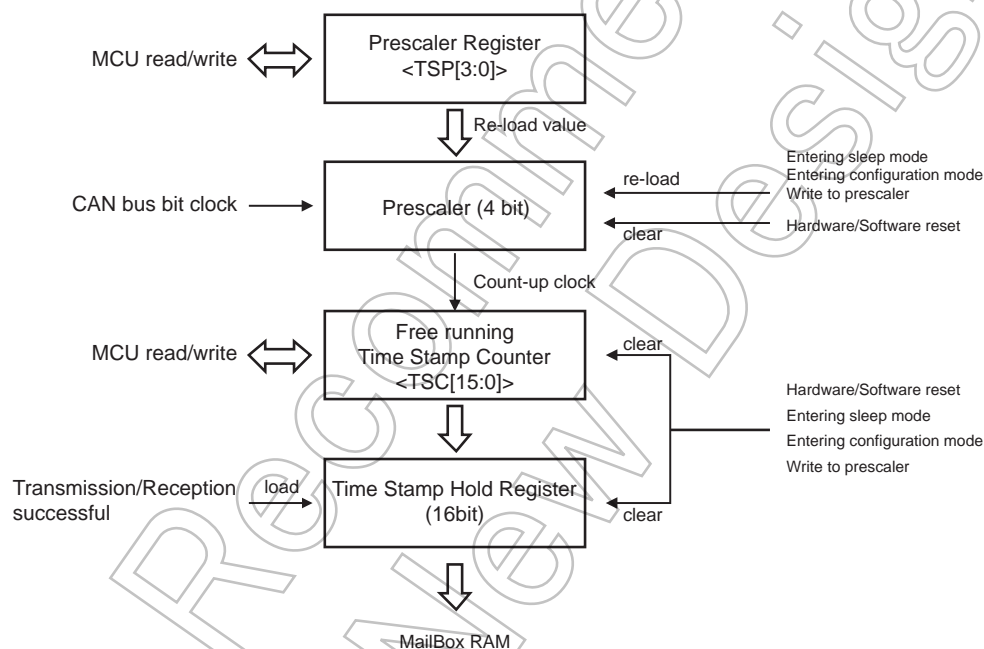 Prescaler Register
<TSP[3:0]>
MCU read/write
Re-load value
CAN bus bit clock
Prescaler (4 bit)
re-load
Entering sleep mode
Entering configuration mode
Write to prescaler
clear
Hardware/Software reset
Count-up clock
MCU read/write
Free running
Time Stamp Counter
<TSC[15:0]>
clear
Hardware/Software reset
Entering sleep mode
Entering configuration mode
Write to prescaler
Transmission/Reception
successful
load
Time Stamp Hold Register
(16bit)
clear
MailBox RAM
Recomme
New Desig